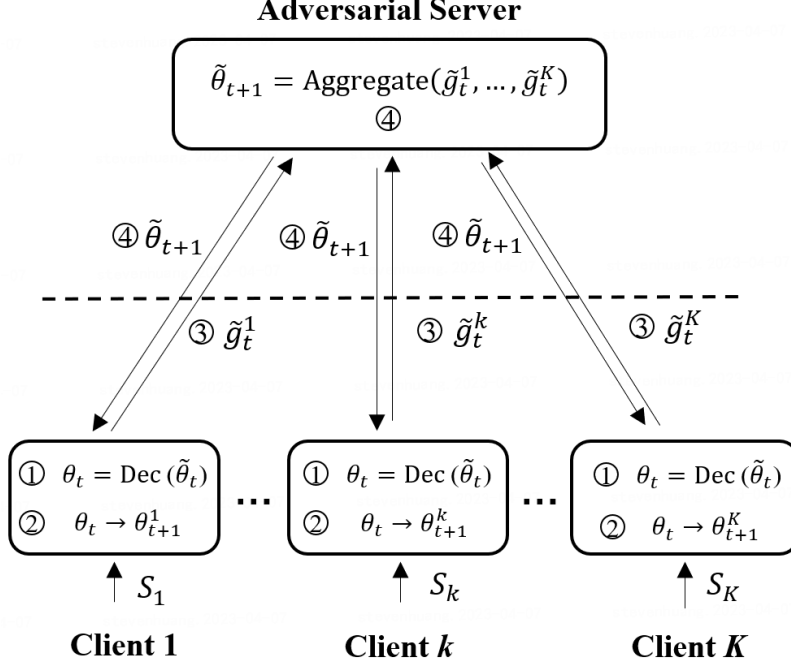 Adversarial Server
θ̃_{t+1} = Aggregate(g̃_t^1, …, g̃_t^K)
④
④ θ̃_{t+1} ④ θ̃_{t+1} ④ θ̃_{t+1}
③ g̃_t^1 ③ g̃_t^k ③ g̃_t^K
① θ_t = Dec (θ̃_t) ① θ_t = Dec (θ̃_t) ① θ_t = Dec (θ̃_t)
... ...
② θ_t → θ_{t+1}^1 ② θ_t → θ_{t+1}^k ② θ_t → θ_{t+1}^K
S_1 S_k S_K
Client 1 Client k Client K